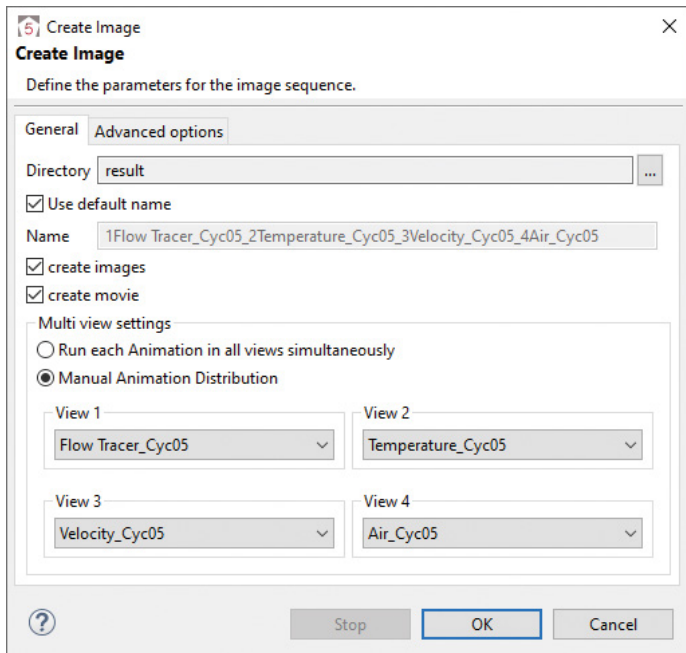 5 Create Image
Create Image
Define the parameters for the image sequence.
General Advanced options
Directory result ...
Use default name
Name 1Flow Tracer_Cyc05_2Temperature_Cyc05_3Velocity_Cyc05_4Air_Cyc05
create images
create movie
Multi view settings
Run each Animation in all views simultaneously
Manual Animation Distribution
View 1 View 2
Flow Tracer_Cyc05 Temperature_Cyc05
View 3 View 4
Velocity_Cyc05 Air_Cyc05
? Stop OK Cancel